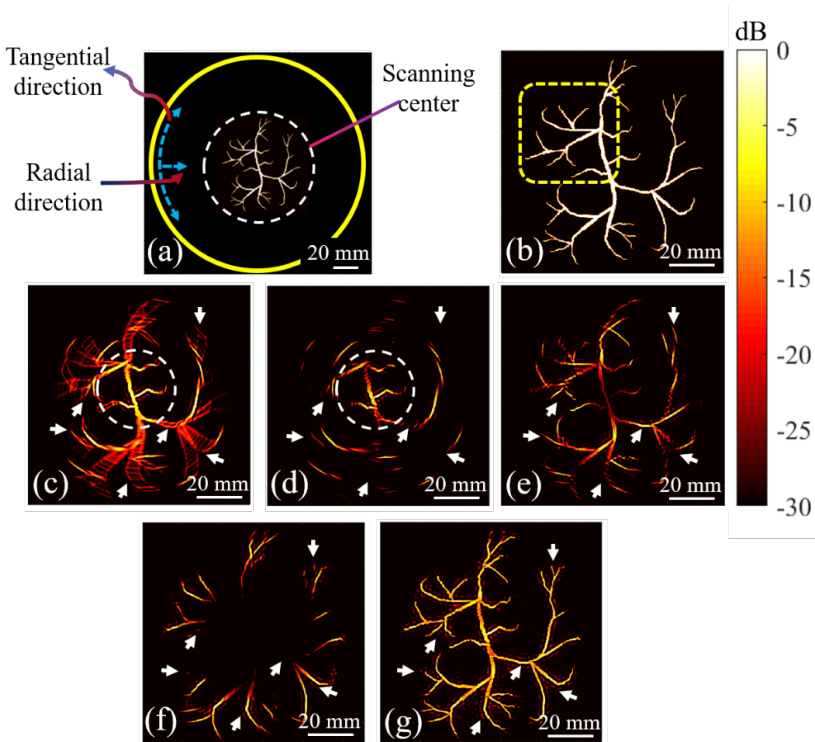 dB
Tangential
direction
Scanning
center
Radial
direction
(a)
20 mm
(b)
20 mm
0
-5
-10
-15
-20
-25
-30
(c)
20 mm
(d)
20 mm
(e)
20 mm
(f)
20 mm
(g)
20 mm